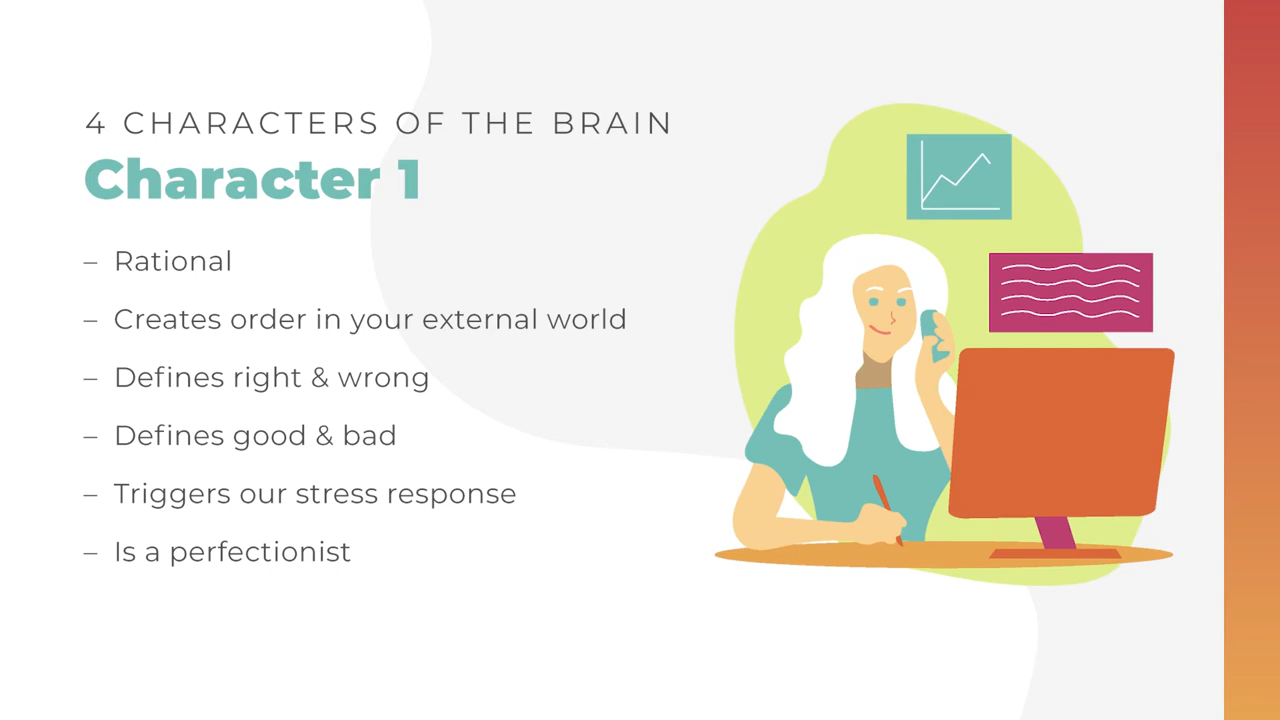 4 CHARACTERS OF THE BRAIN
Character 1
– Rational
– Creates order in your external world
– Defines right & wrong
– Defines good & bad
– Triggers our stress response
– Is a perfectionist